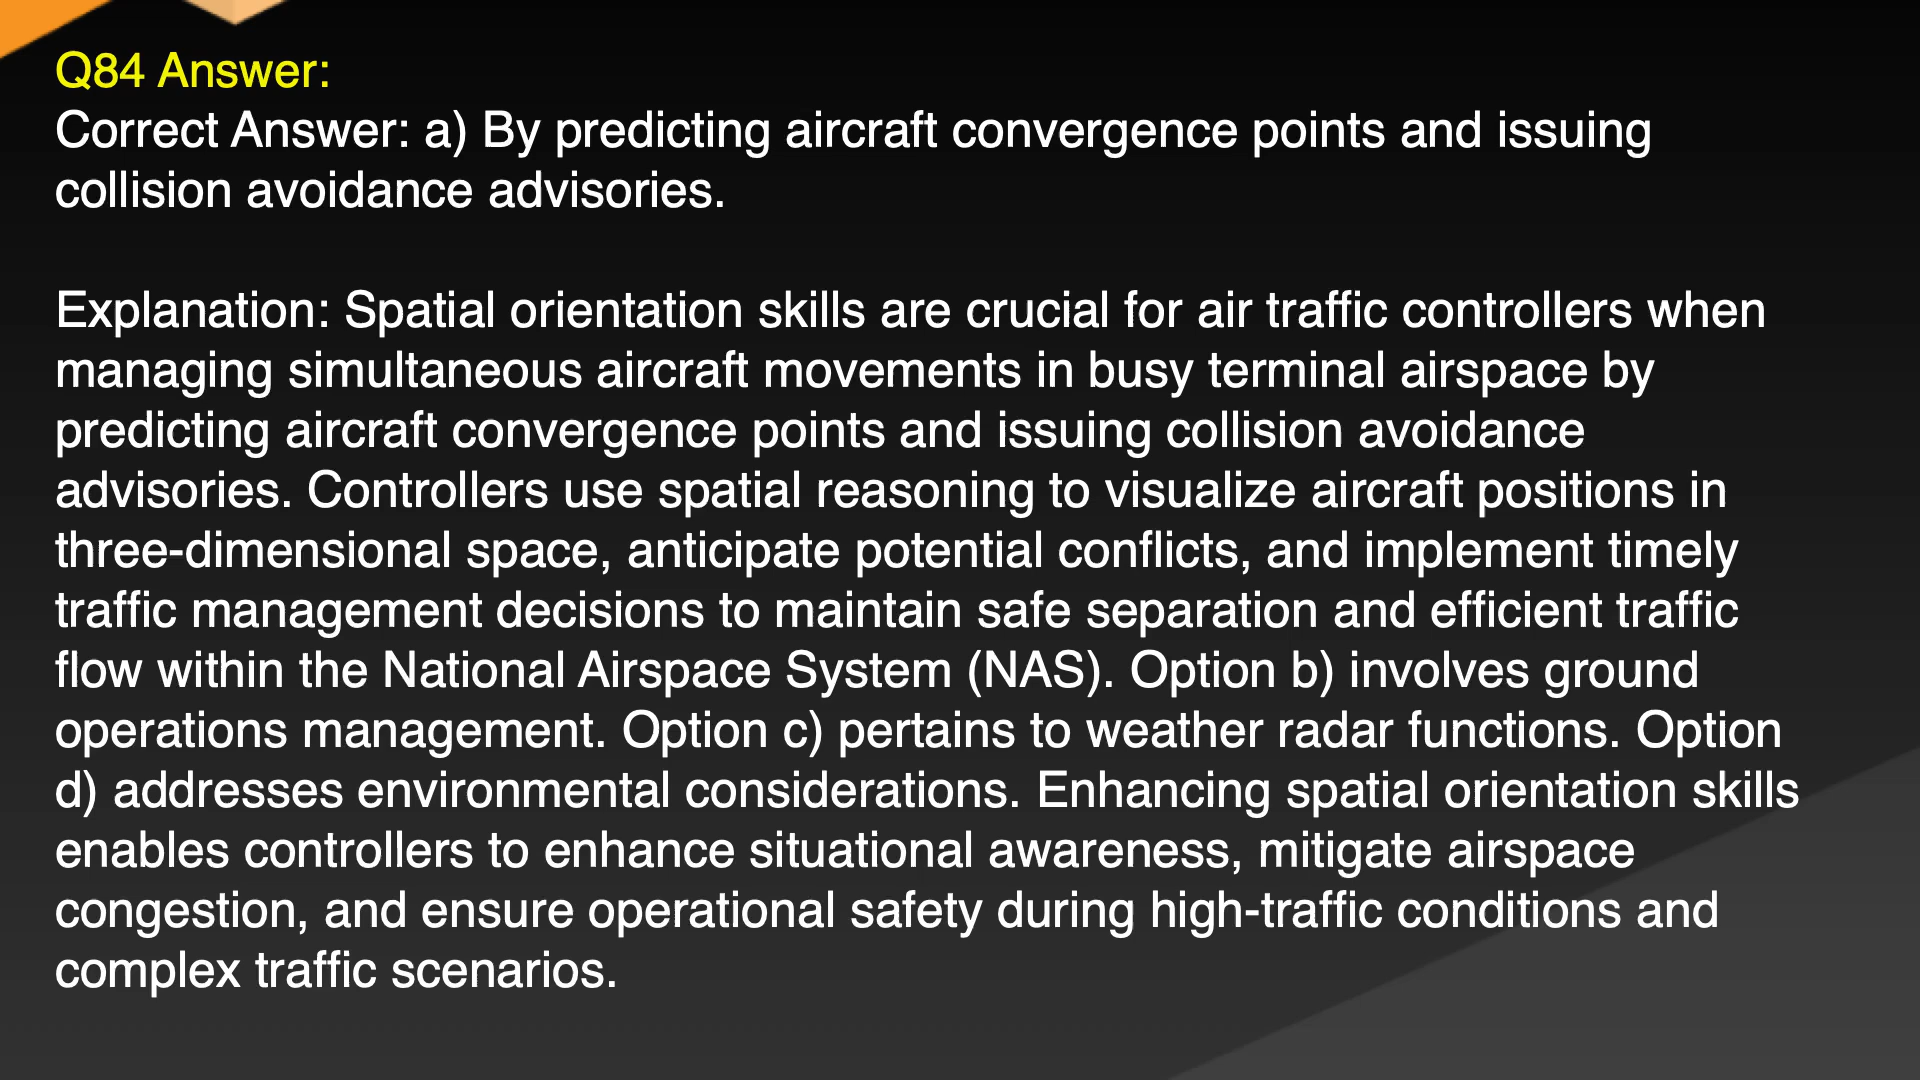 Q84 Answer:
Correct Answer: a) By predicting aircraft convergence points and issuing
collision avoidance advisories.
Explanation: Spatial orientation skills are crucial for air traffic controllers when
managing simultaneous aircraft movements in busy terminal airspace by
predicting aircraft convergence points and issuing collision avoidance
advisories. Controllers use spatial reasoning to visualize aircraft positions in
three-dimensional space, anticipate potential conflicts, and implement timely
traffic management decisions to maintain safe separation and efficient traffic
flow within the National Airspace System (NAS). Option b) involves ground
operations management. Option c) pertains to weather radar functions. Option
d) addresses environmental considerations. Enhancing spatial orientation skills
enables controllers to enhance situational awareness, mitigate airspace
congestion, and ensure operational safety during high-traffic conditions and
complex traffic scenarios.